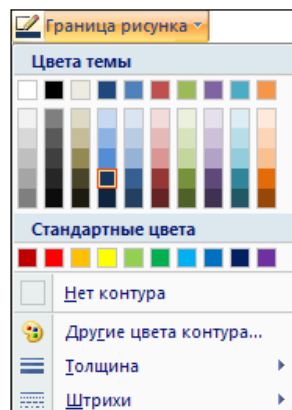 Граница рисунка
Цвета темы
Стандартные цвета
Нет контура
Другие цвета контура...
Толщина
Штрихи